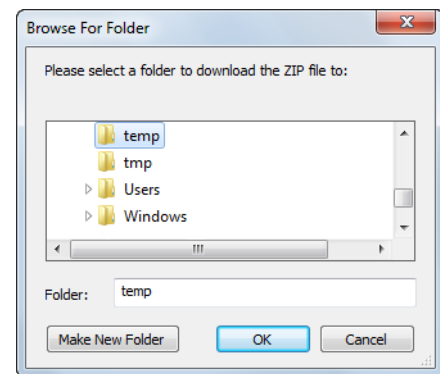 Browse For Folder
Please select a folder to download the ZIP file to:
temp
tmp
Users
Windows
Folder: temp
Make New Folder OK Cancel